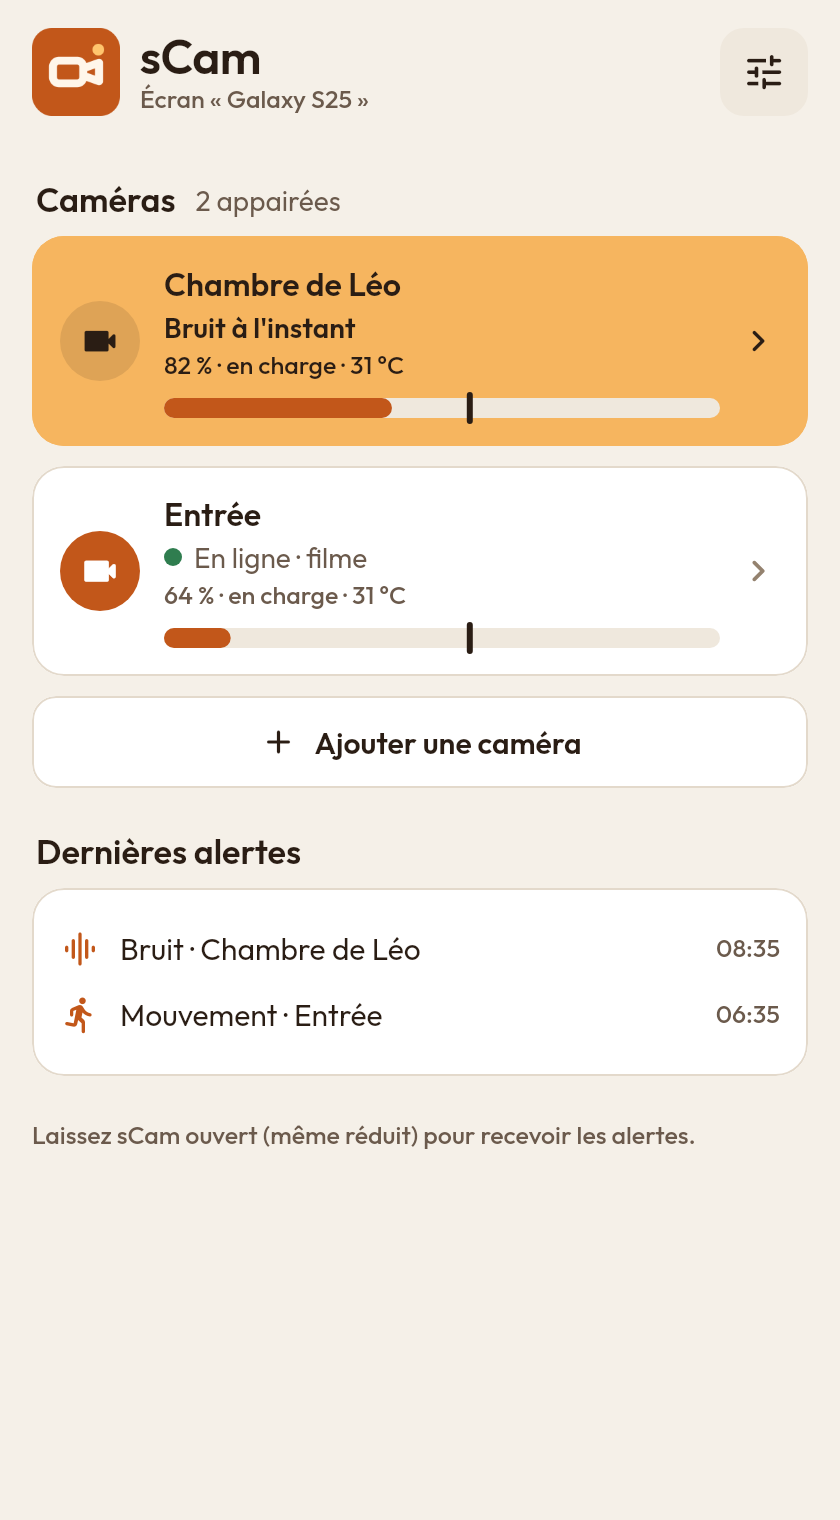 sCam
Écran « Galaxy S25 »
Caméras 2 appairées
Chambre de Léo
Bruit à l'instant
82 % · en charge · 31 °C
Entrée
En ligne · filme
64 % · en charge · 31 °C
Ajouter une caméra
Dernières alertes
Bruit · Chambre de Léo 08:35
Mouvement · Entrée 06:35
Laissez sCam ouvert (même réduit) pour recevoir les alertes.